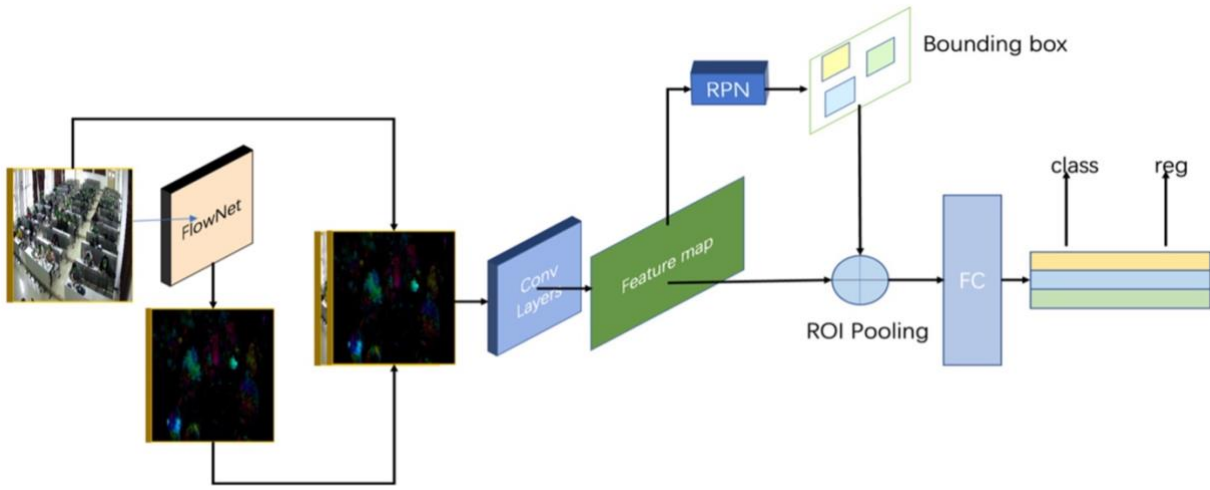 Bounding box
RPN
class
reg
FlowNet
Conv
Layers
Feature map
FC
ROI Pooling